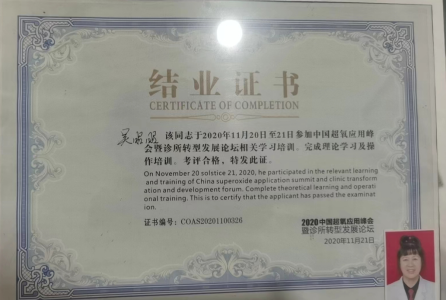 结业证书
CERTIFICATE OF COMPLETION
该同志于2020年11月20日至21日参加中国超氧应用峰
会暨诊所转型发展论坛相关学习培训。完成理论学习及操
作培训。考评合格。特发此证。
On November 20 solstice 21, 2020, he participated in the relevant learning
and training of China superoxide application summit and clinic transform
ation and development forum. Complete theoretical learning and operati
onal training. This is to certify that the applicant has passed the examinat
ion.
证书编号：COAS20201100326
2020中国超氧应用峰会
暨诊所转型发展论坛
2020年11月21日